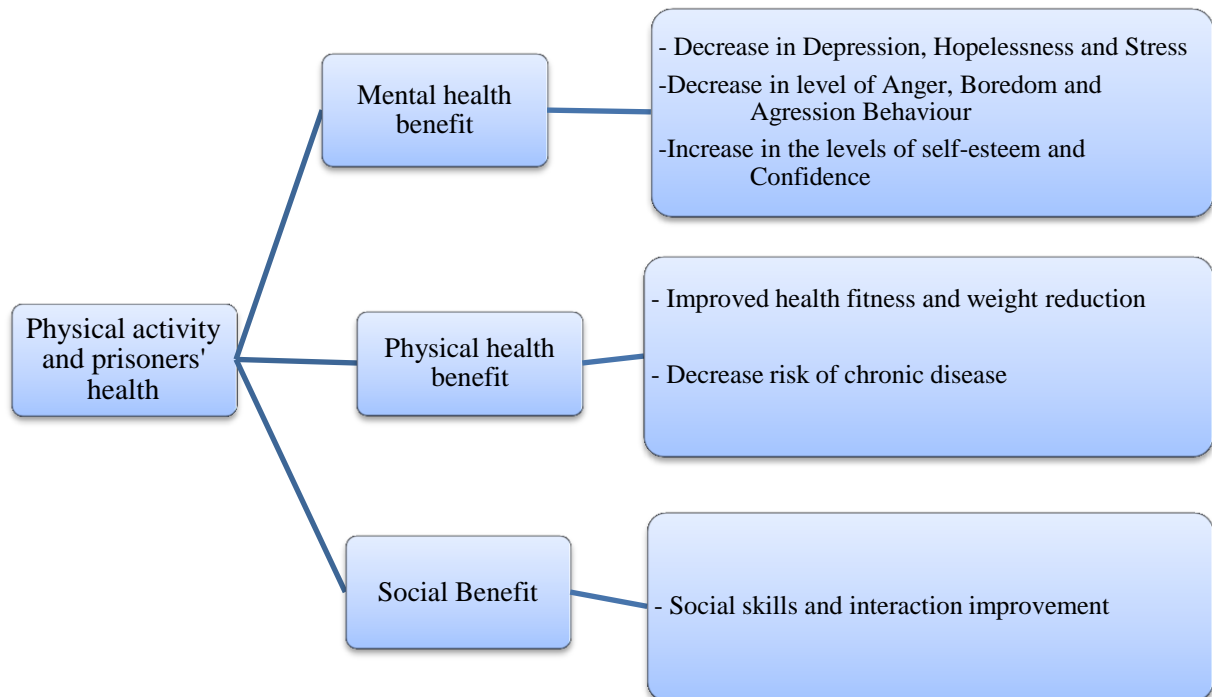 Physical activity
and prisoners'
health
Mental health
benefit
- Decrease in Depression, Hopelessness and Stress
-Decrease in level of Anger, Boredom and
Agression Behaviour
-Increase in the levels of self-esteem and
Confidence
Physical health
benefit
- Improved health fitness and weight reduction
- Decrease risk of chronic disease
Social Benefit
- Social skills and interaction improvement